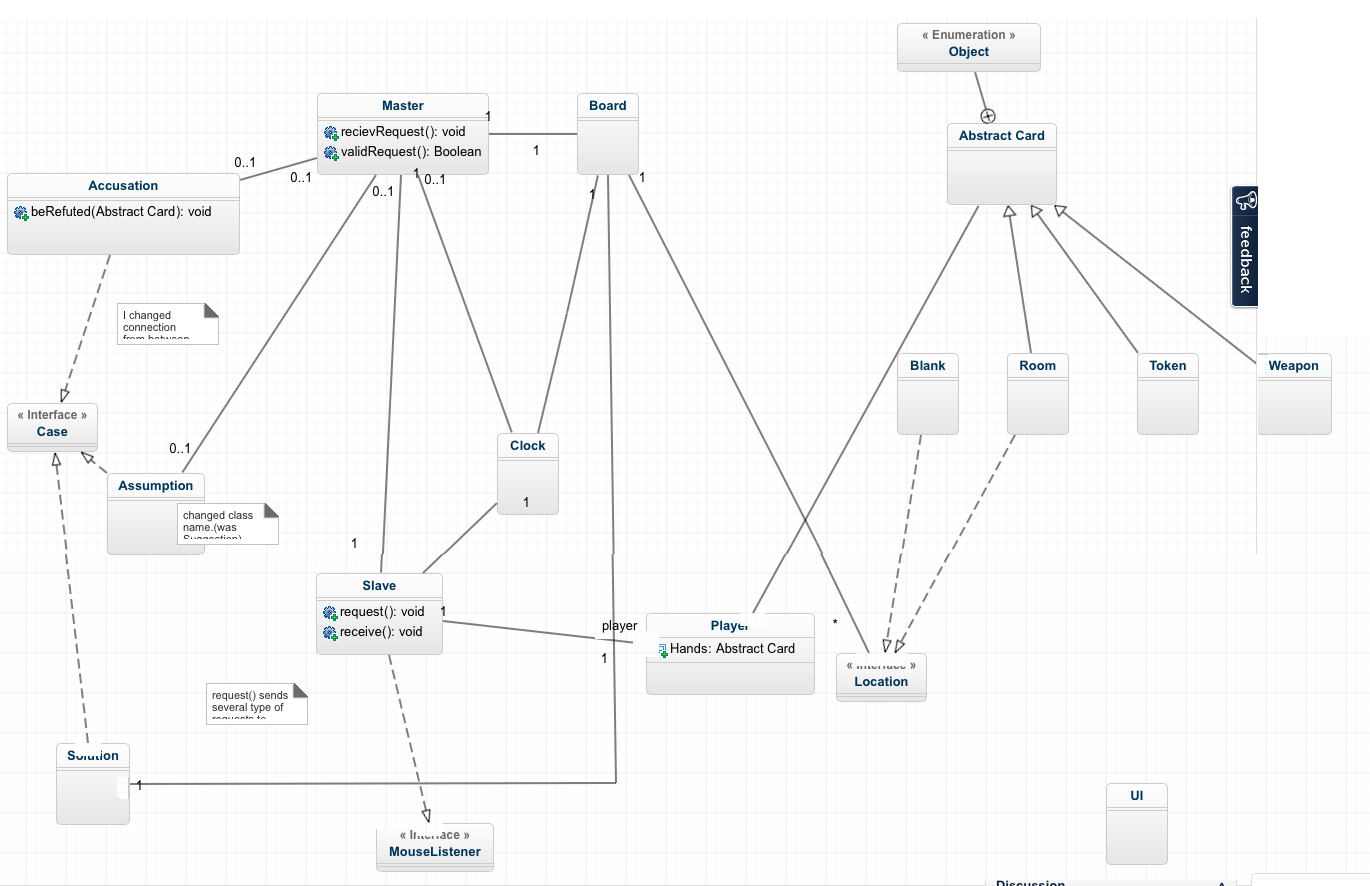 « Enumeration »
Object
Master
recievRequest(): void
validRequest(): Boolean
1
1
Board
Abstract Card
0..1
0..1
0..1
1
0..1
1
1
Accusation
beRefuted(Abstract Card): void
feedback
I changed
connection
from between
« Interface »
Case
Blank
Room
Token
Weapon
0..1
Clock
1
Assumption
changed class
name.(was
Suggestion)
1
Slave
request(): void
receive(): void
1
player
1
Player
Hands: Abstract Card
*
« Interface »
Location
request() sends
several type of
requests to
Solution
1
« Interface »
MouseListener
UI
Discussion